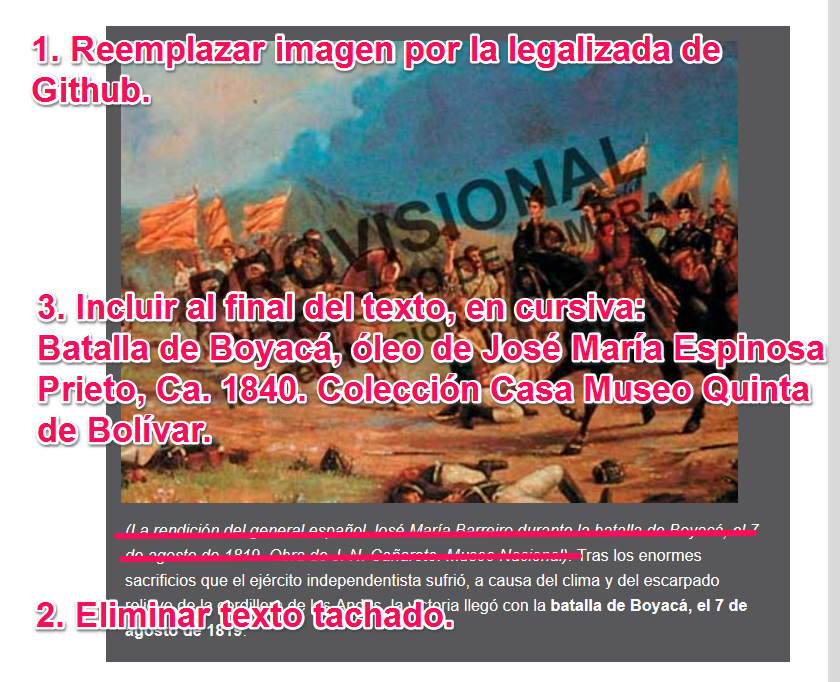 1. Reemplazar imagen por la legalizada de
Github.
PROVISIONAL
3. Incluir al final del texto, en cursiva:
Batalla de Boyacá, óleo de José María Espinosa
Prieto, Ca. 1840. Colección Casa Museo Quinta
de Bolívar.
(La rendición del general español José María Barreiro durante la batalla de Boyacá, el 7
de agosto de 1819. Obra de J. N. Cañarete. Museo Nacional). Tras los enormes
sacrificios que el ejército independentista sufrió, a causa del clima y del escarpado
relieve de la cordillera de los Andes, la victoria llegó con la batalla de Boyacá, el 7 de
2. Eliminar texto tachado.
agosto de 1819.